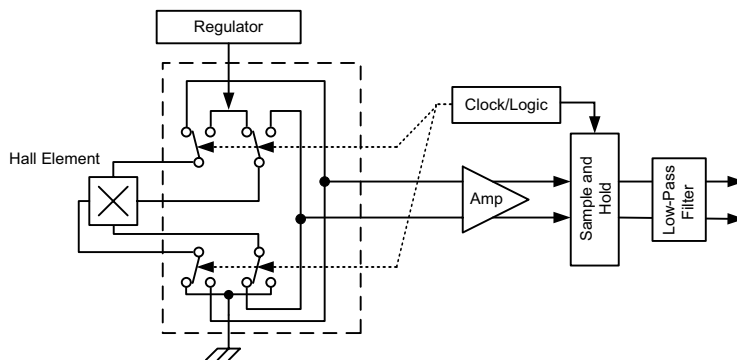 Regulator
Clock/Logic
Hall Element
Amp
Sample and
Hold
Low-Pass
Filter